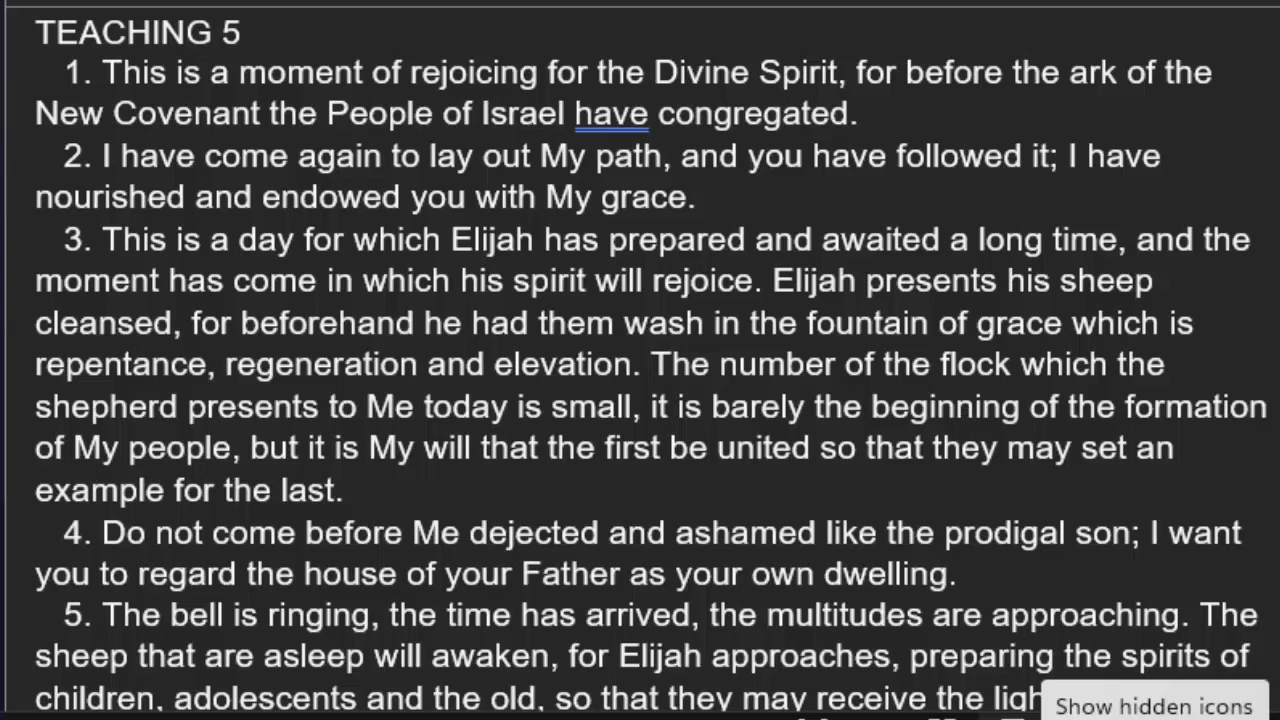 TEACHING 5
1. This is a moment of rejoicing for the Divine Spirit, for before the ark of the
New Covenant the People of Israel have congregated.
2. I have come again to lay out My path, and you have followed it; I have
nourished and endowed you with My grace.
3. This is a day for which Elijah has prepared and awaited a long time, and the
moment has come in which his spirit will rejoice. Elijah presents his sheep
cleansed, for beforehand he had them wash in the fountain of grace which is
repentance, regeneration and elevation. The number of the flock which the
shepherd presents to Me today is small, it is barely the beginning of the formation
of My people, but it is My will that the first be united so that they may set an
example for the last.
4. Do not come before Me dejected and ashamed like the prodigal son; I want
you to regard the house of your Father as your own dwelling.
5. The bell is ringing, the time has arrived, the multitudes are approaching. The
sheep that are asleep will awaken, for Elijah approaches, preparing the spirits of
children, adolescents and the old, so that they may receive the
Show hidden icons